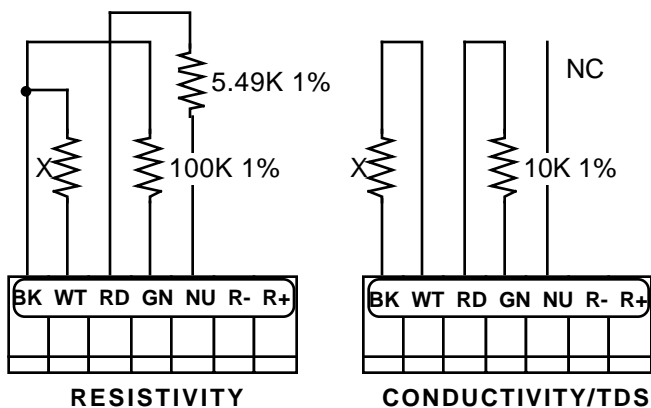 5.49K 1%
NC
X 100K 1%
X 10K 1%
BK WT RD GN NU R- R+
BK WT RD GN NU R- R+
RESISTIVITY
CONDUCTIVITY/TDS